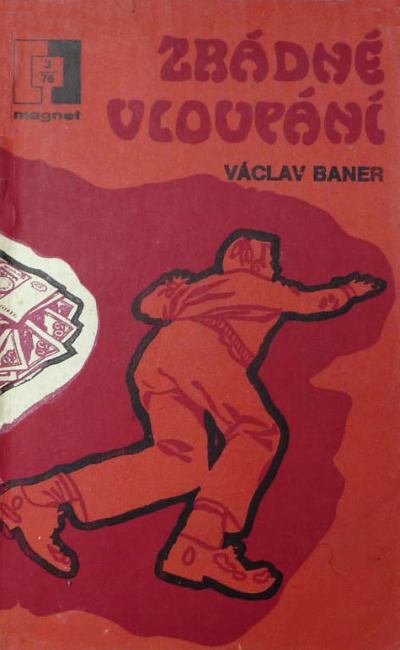 3
76
magnet
ZRÁDNÉ
VLOUPÁNÍ
VÁCLAV BANER